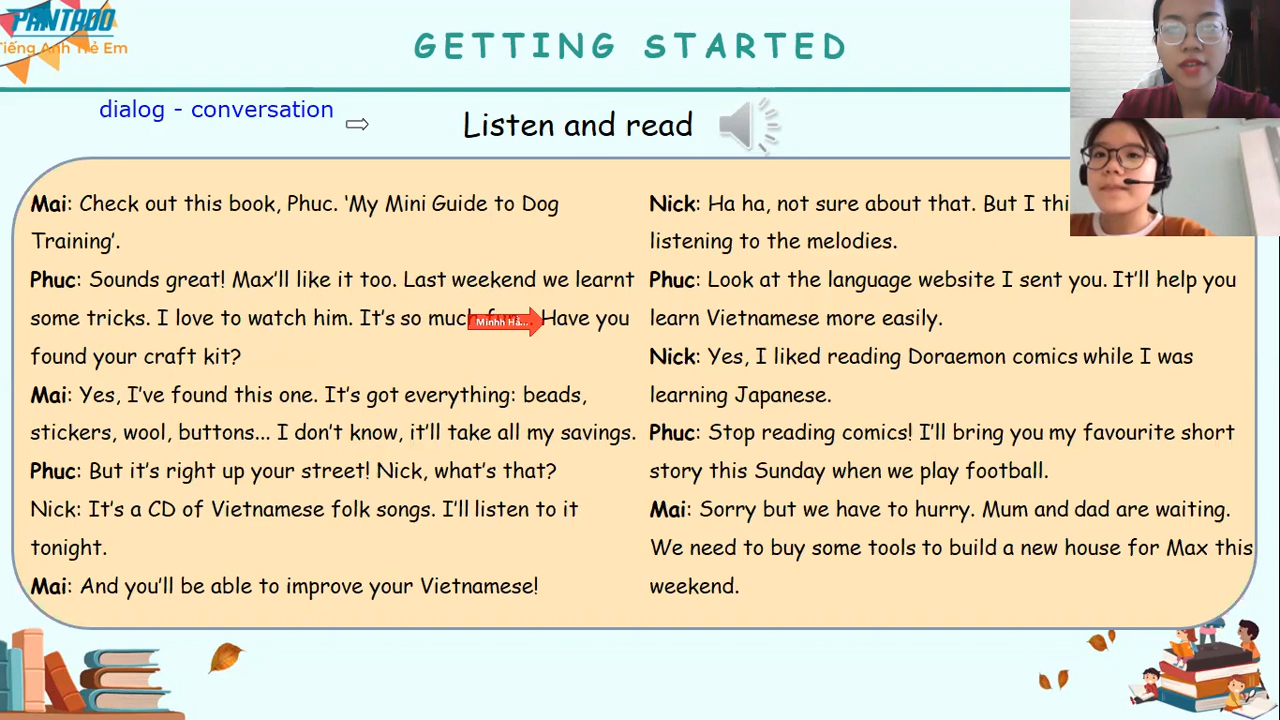 PANTADO
Tiếng Anh Trẻ Em
GETTING STARTED
dialog - conversation
Listen and read
Mai: Check out this book, Phuc. ‘My Mini Guide to Dog
Training’.
Phuc: Sounds great! Max’ll like it too. Last weekend we learnt
some tricks. I love to watch him. It’s so much Have you
Minhh Hả...
found your craft kit?
Mai: Yes, I’ve found this one. It’s got everything: beads,
stickers, wool, buttons... I don’t know, it’ll take all my savings.
Phuc: But it’s right up your street! Nick, what’s that?
Nick: It’s a CD of Vietnamese folk songs. I’ll listen to it
tonight.
Mai: And you’ll be able to improve your Vietnamese!
Nick: Ha ha, not sure about that. But I
listening to the melodies.
Phuc: Look at the language website I sent you. It’ll help you
learn Vietnamese more easily.
Nick: Yes, I liked reading Doraemon comics while I was
learning Japanese.
Phuc: Stop reading comics! I’ll bring you my favourite short
story this Sunday when we play football.
Mai: Sorry but we have to hurry. Mum and dad are waiting.
We need to buy some tools to build a new house for Max this
weekend.